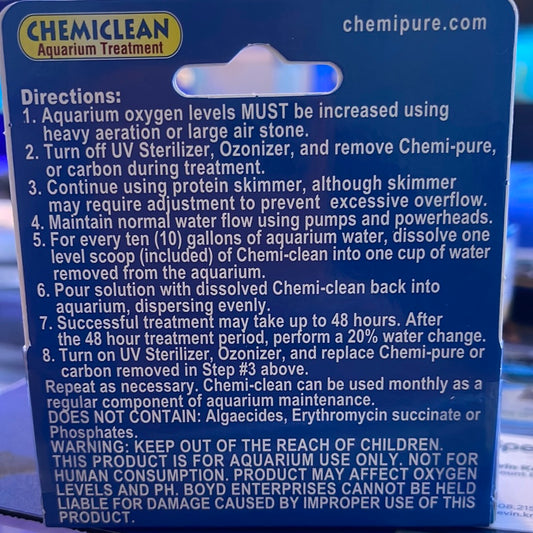 CHEMICLEAN
Aquarium Treatment
chemipure.com
Directions:
1. Aquarium oxygen levels MUST be increased using
heavy aeration or large air stone.
2. Turn off UV Sterilizer, Ozonizer, and remove Chemi-pure,
or carbon during treatment.
3. Continue using protein skimmer, although skimmer
may require adjustment to prevent excessive overflow.
4. Maintain normal water flow using pumps and powerheads.
5. For every ten (10) gallons of aquarium water, dissolve one
level scoop (included) of Chemi-clean into one cup of water
removed from the aquarium.
6. Pour solution with dissolved Chemi-clean back into
aquarium, dispersing evenly.
7. Successful treatment may take up to 48 hours. After
the 48 hour treatment period, perform a 20% water change.
8. Turn on UV Sterilizer, Ozonizer, and replace Chemi-pure or
carbon removed in Step #3 above.
Repeat as necessary. Chemi-clean can be used monthly as a
regular component of aquarium maintenance.
DOES NOT CONTAIN: Algaecides, Erythromycin succinate or
Phosphates.
WARNING: KEEP OUT OF THE REACH OF CHILDREN.
THIS PRODUCT IS FOR AQUARIUM USE ONLY. NOT FOR
HUMAN CONSUMPTION. PRODUCT MAY AFFECT OXYGEN
LEVELS AND PH. BOYD ENTERPRISES CANNOT BE HELD
LIABLE FOR DAMAGE CAUSED BY IMPROPER USE OF THIS
PRODUCT.